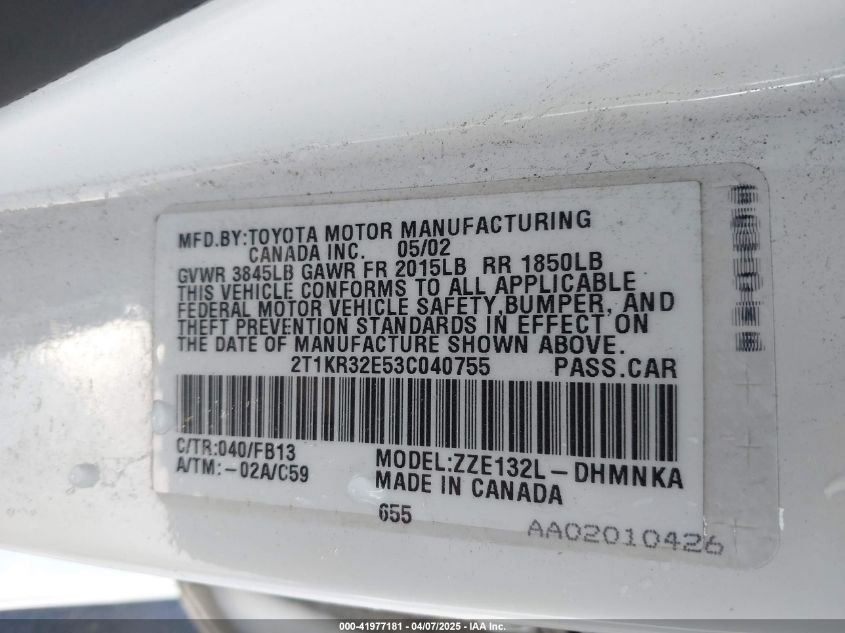 MFD.BY:TOYOTA MOTOR MANUFACTURING
CANADA INC. 05/02
GVWR 3845LB GAWR FR 2015LB RR 1850LB
THIS VEHICLE CONFORMS TO ALL APPLICABLE
FEDERAL MOTOR VEHICLE SAFETY,BUMPER, AND
THEFT PREVENTION STANDARDS IN EFFECT ON
THE DATE OF MANUFACTURE SHOWN ABOVE.
2T1KR32E53C040755 PASS.CAR
C/TR:040/FB13
A/TM:-02A/C59
MODEL:ZZE132L-DHMNKA
MADE IN CANADA
655
AA02010426
000-41977181 - 04/07/2025 - © IAA Inc.